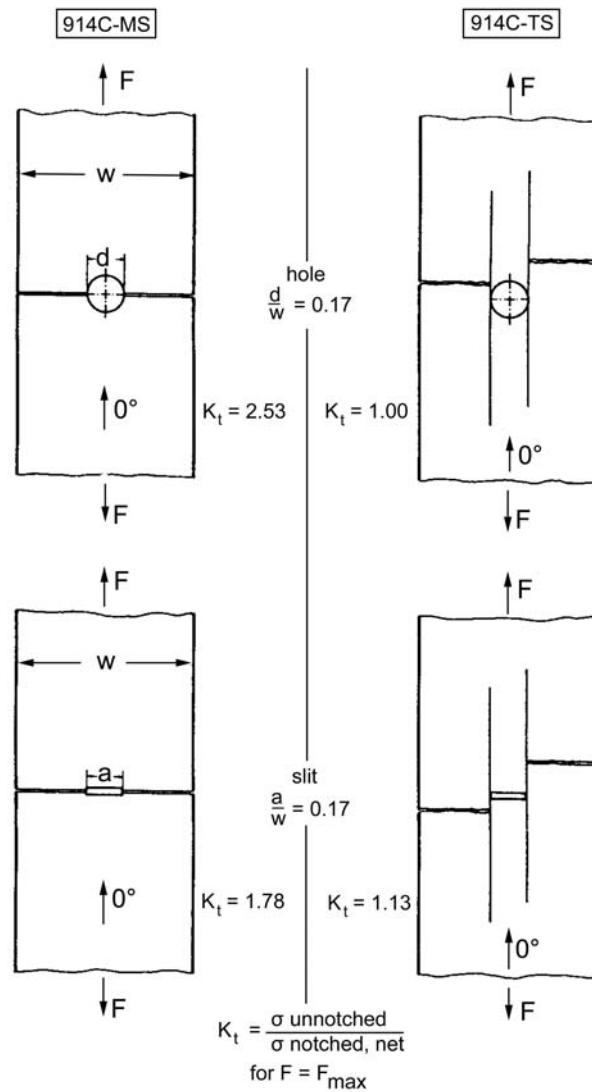 914C-MS
914C-TS
F
F
w
d
hole
d/w = 0.17
0°
K_t = 2.53
K_t = 1.00
0°
F
F
F
F
w
a
slit
a/w = 0.17
0°
K_t = 1.78
K_t = 1.13
0°
F
F
K_t = σ unnotched / σ notched, net
for F = F_max